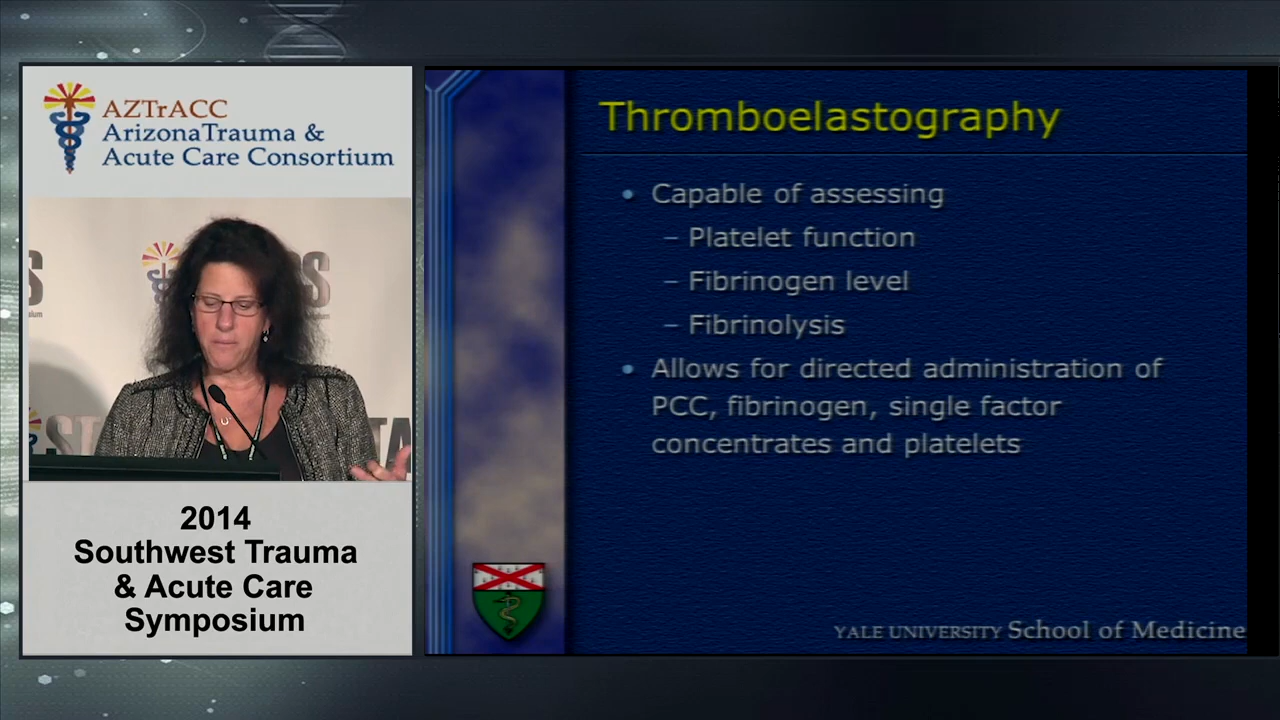 AZTrACC
ArizonaTrauma &
Acute Care Consortium
2014
Southwest Trauma
& Acute Care
Symposium
Thromboelastography
• Capable of assessing
– Platelet function
– Fibrinogen level
– Fibrinolysis
• Allows for directed administration of
PCC, fibrinogen, single factor
concentrates and platelets
YALE UNIVERSITY School of Medicine